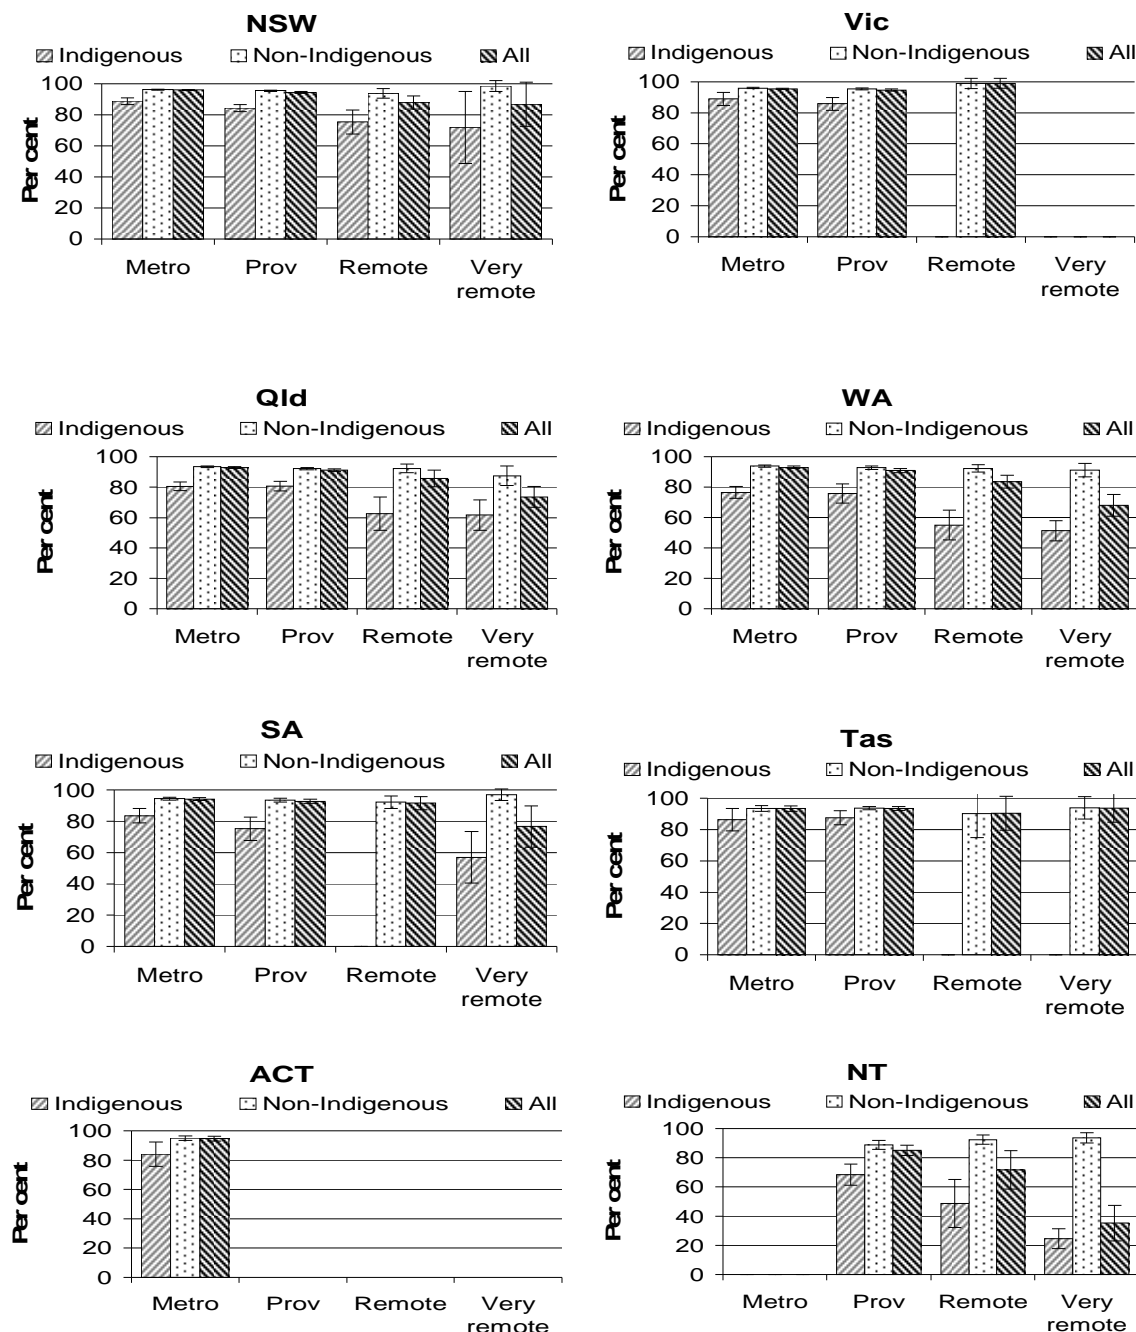 NSW
Indigenous Non-Indigenous All
Per cent
100
80
60
40
20
0
Metro Prov Remote Very remote
Vic
Indigenous Non-Indigenous All
Per cent
100
80
60
40
20
0
Metro Prov Remote Very remote
Qld
Indigenous Non-Indigenous All
Per cent
100
80
60
40
20
0
Metro Prov Remote Very remote
WA
Indigenous Non-Indigenous All
Per cent
100
80
60
40
20
0
Metro Prov Remote Very remote
SA
Indigenous Non-Indigenous All
Per cent
100
80
60
40
20
0
Metro Prov Remote Very remote
Tas
Indigenous Non-Indigenous All
Per cent
100
80
60
40
20
0
Metro Prov Remote Very remote
ACT
Indigenous Non-Indigenous All
Per cent
100
80
60
40
20
0
Metro Prov Remote Very remote
NT
Indigenous Non-Indigenous All
Per cent
100
80
60
40
20
0
Metro Prov Remote Very remote